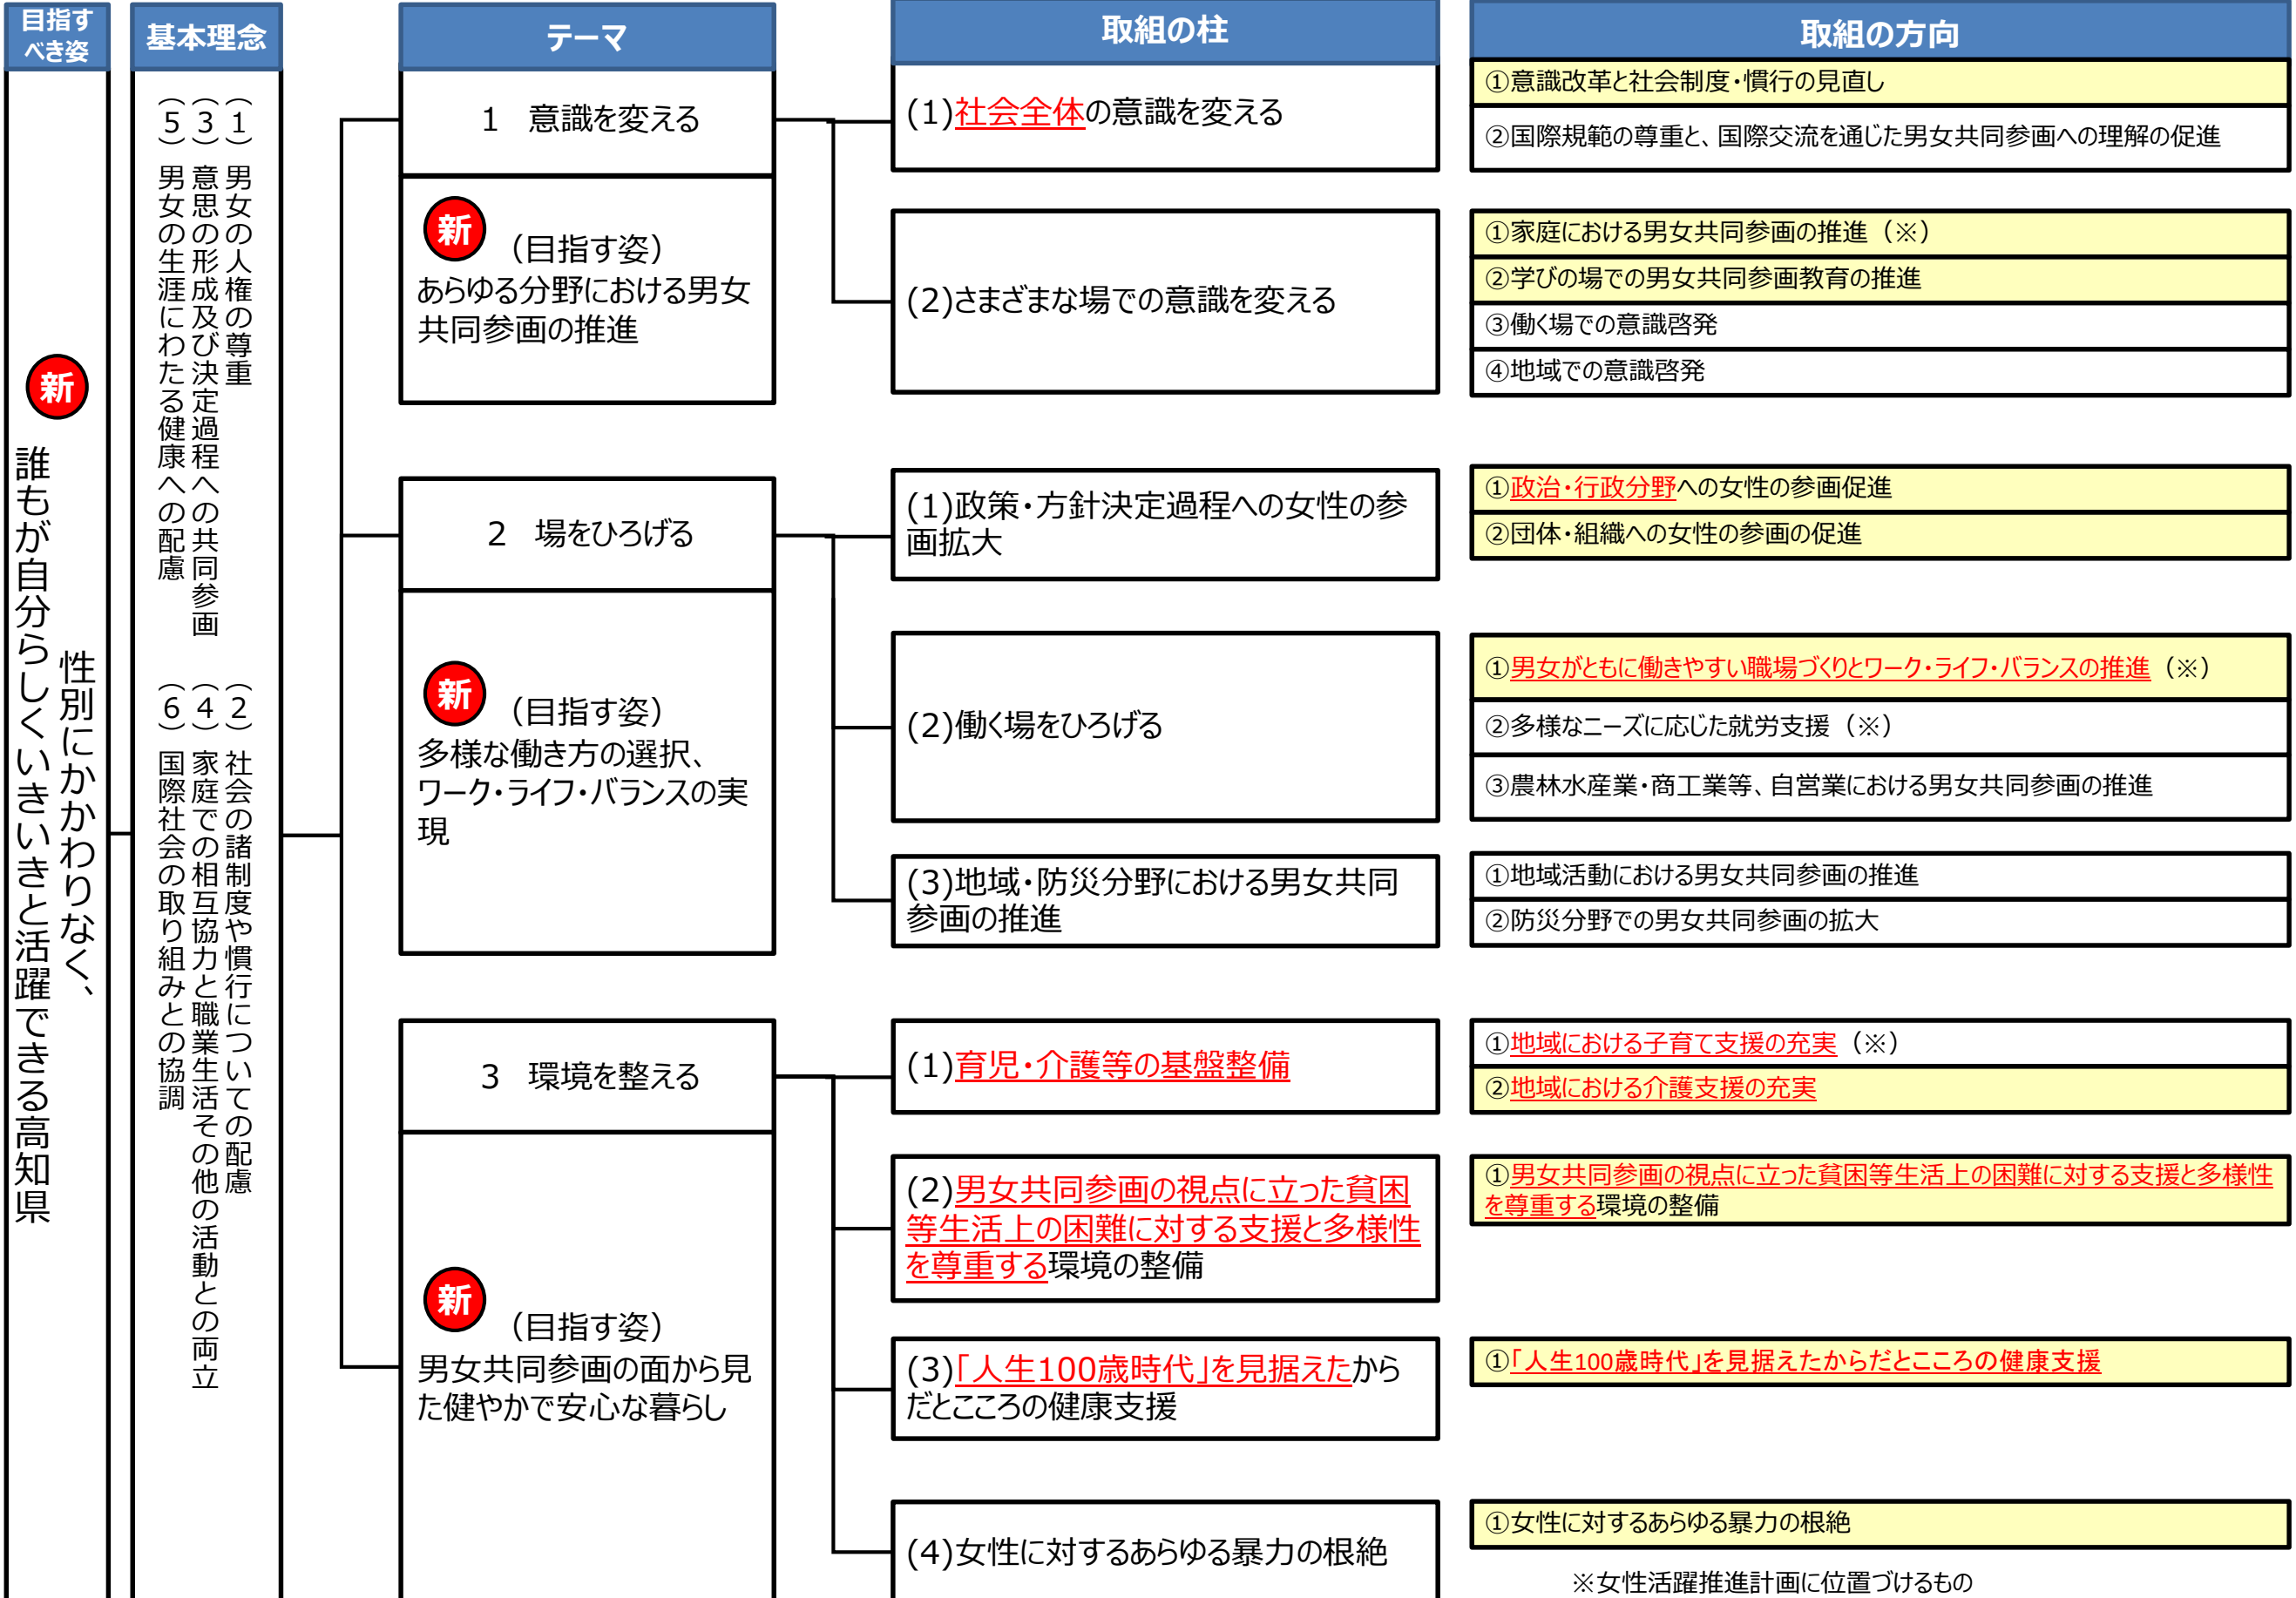 目指す
べき姿
新
性別にかかわりなく、
誰もが自分らしくいきいきと活躍できる高知県
基本理念
（１）男女の人権の尊重
（２）社会の諸制度や慣行についての配慮
（３）意思の形成及び決定過程への共同参画
（４）家庭での相互協力と職業生活その他の活動との両立
（５）男女の生涯にわたる健康への配慮
（６）国際社会の取り組みとの協調
テーマ
1　意識を変える
新
（目指す姿）
あらゆる分野における男女
共同参画の推進
2　場をひろげる
新
（目指す姿）
多様な働き方の選択、
ワーク・ライフ・バランスの実
現
3　環境を整える
新
（目指す姿）
男女共同参画の面から見
た健やかで安心な暮らし
取組の柱
(1)社会全体の意識を変える
(2)さまざまな場での意識を変える
(1)政策・方針決定過程への女性の参
画拡大
(2)働く場をひろげる
(3)地域・防災分野における男女共同
参画の推進
(1)育児・介護等の基盤整備
(2)男女共同参画の視点に立った貧困
等生活上の困難に対する支援と多様性
を尊重する環境の整備
(3)「人生100歳時代」を見据えたから
だとこころの健康支援
(4)女性に対するあらゆる暴力の根絶
取組の方向
①意識改革と社会制度・慣行の見直し
②国際規範の尊重と、国際交流を通じた男女共同参画への理解の促進
①家庭における男女共同参画の推進（※）
②学びの場での男女共同参画教育の推進
③働く場での意識啓発
④地域での意識啓発
①政治・行政分野への女性の参画促進
②団体・組織への女性の参画の促進
①男女がともに働きやすい職場づくりとワーク・ライフ・バランスの推進（※）
②多様なニーズに応じた就労支援（※）
③農林水産業・商工業等、自営業における男女共同参画の推進
①地域活動における男女共同参画の推進
②防災分野での男女共同参画の拡大
①地域における子育て支援の充実（※）
②地域における介護支援の充実
①男女共同参画の視点に立った貧困等生活上の困難に対する支援と多様性
を尊重する環境の整備
①「人生100歳時代」を見据えたからだとこころの健康支援
①女性に対するあらゆる暴力の根絶
※女性活躍推進計画に位置づけるもの